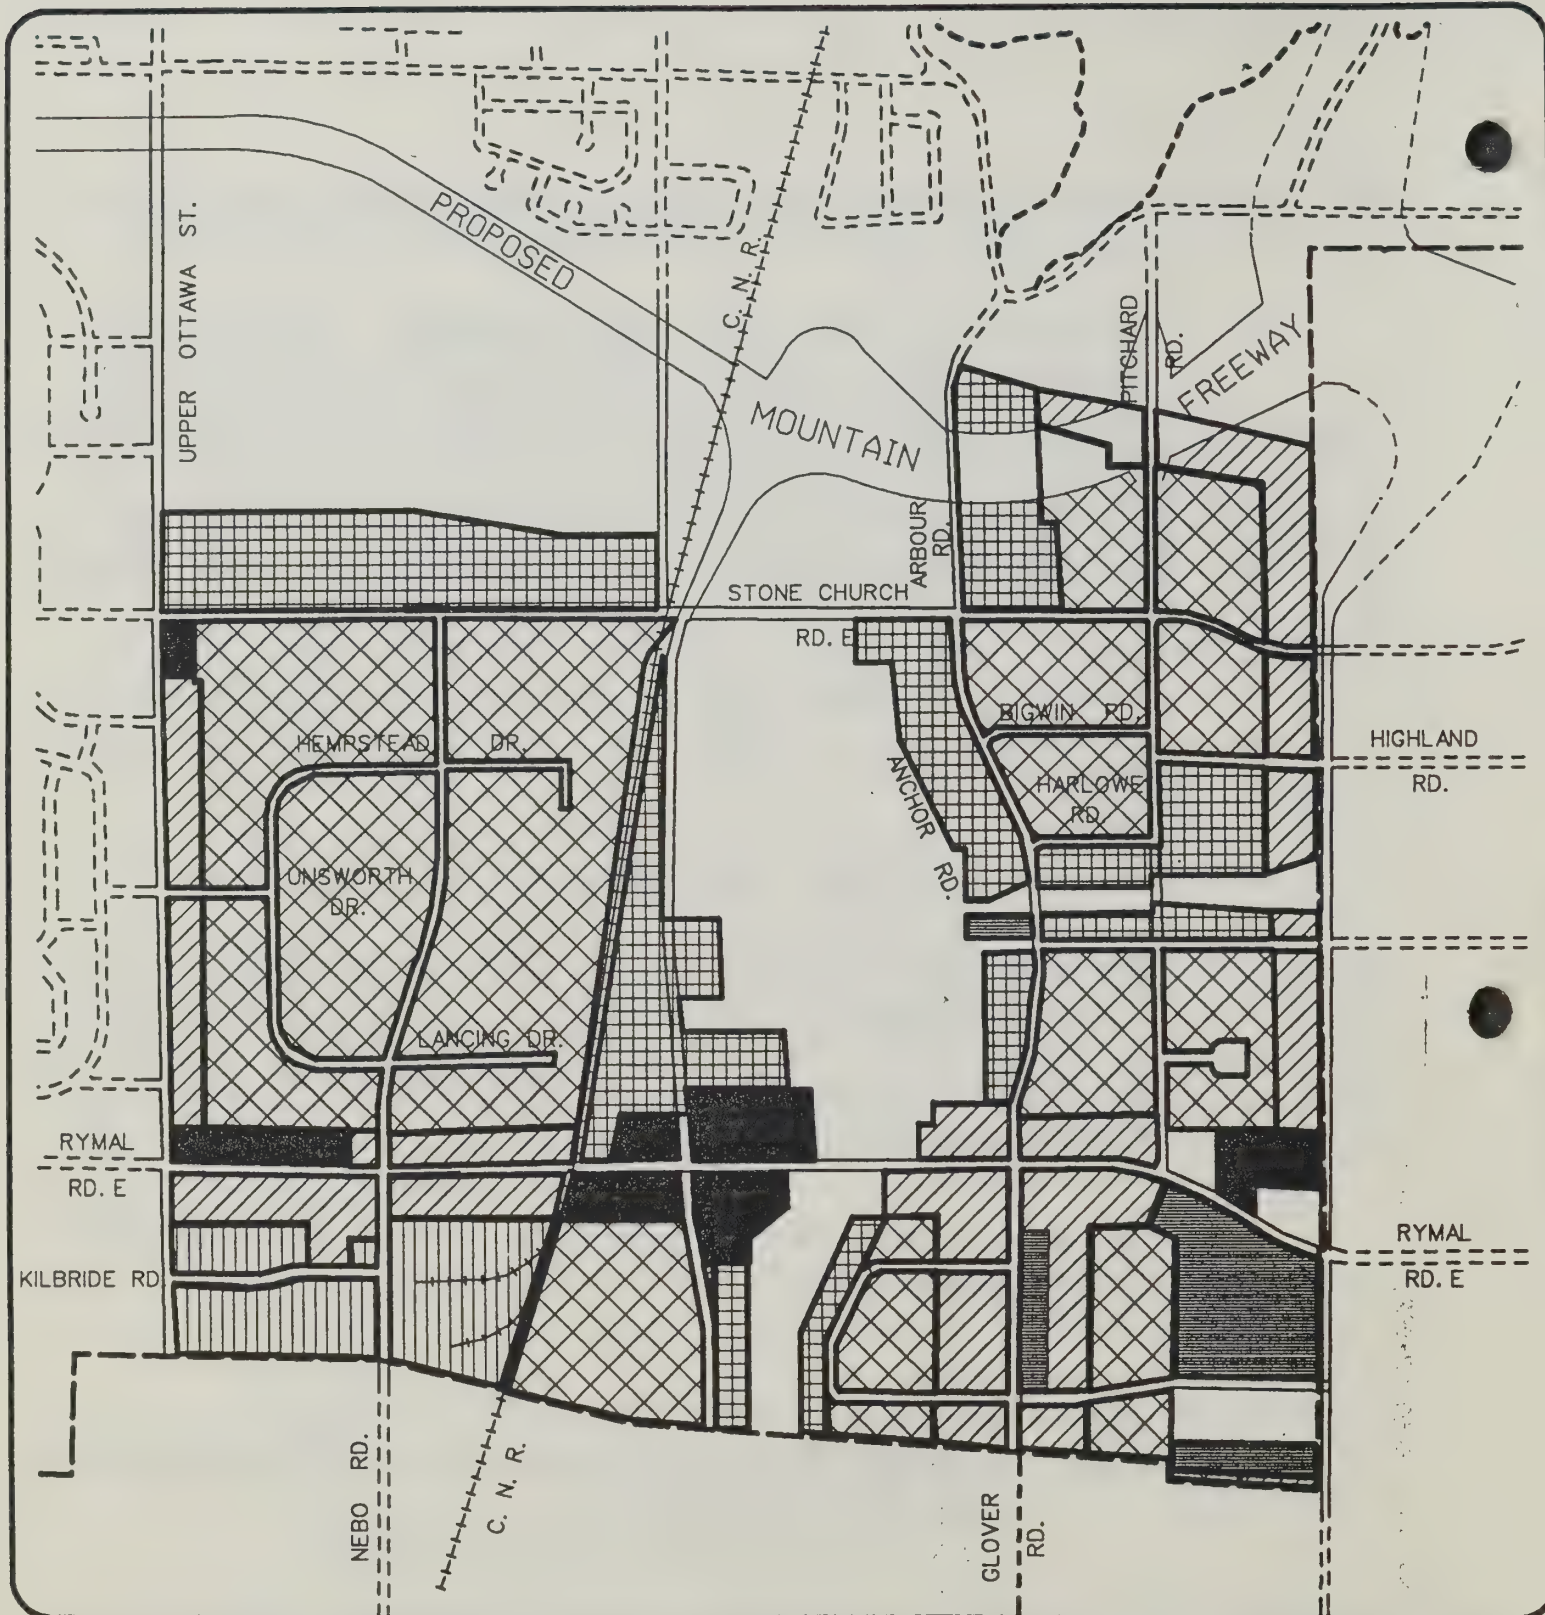 PROPOSED
C. N. R.
UPPER OTTAWA ST.
MOUNTAIN
PITCHARD
RD.
FREEWAY
ARBOUR
RD.
STONE CHURCH
RD. E
HEMPSTEAD DR.
BIGWIN RD.
HIGHLAND
RD.
HARLOWE
RD.
ANCHOR RD.
UNSWORTH
DR.
LANCING DR.
RYMAL
RD. E
RYMAL
RD. E
KILBRIDE RD
NEBO RD.
C. N. R.
GLOVER
RD.